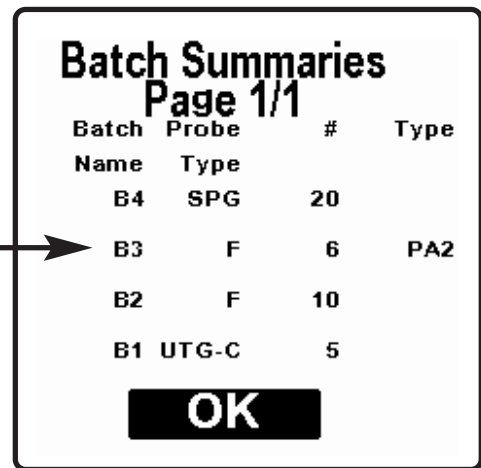 Batch Summaries
Page 1/1
Batch Probe # Type
Name Type
B4 SPG 20
B3 F 6 PA2
B2 F 10
B1 UTG-C 5
OK